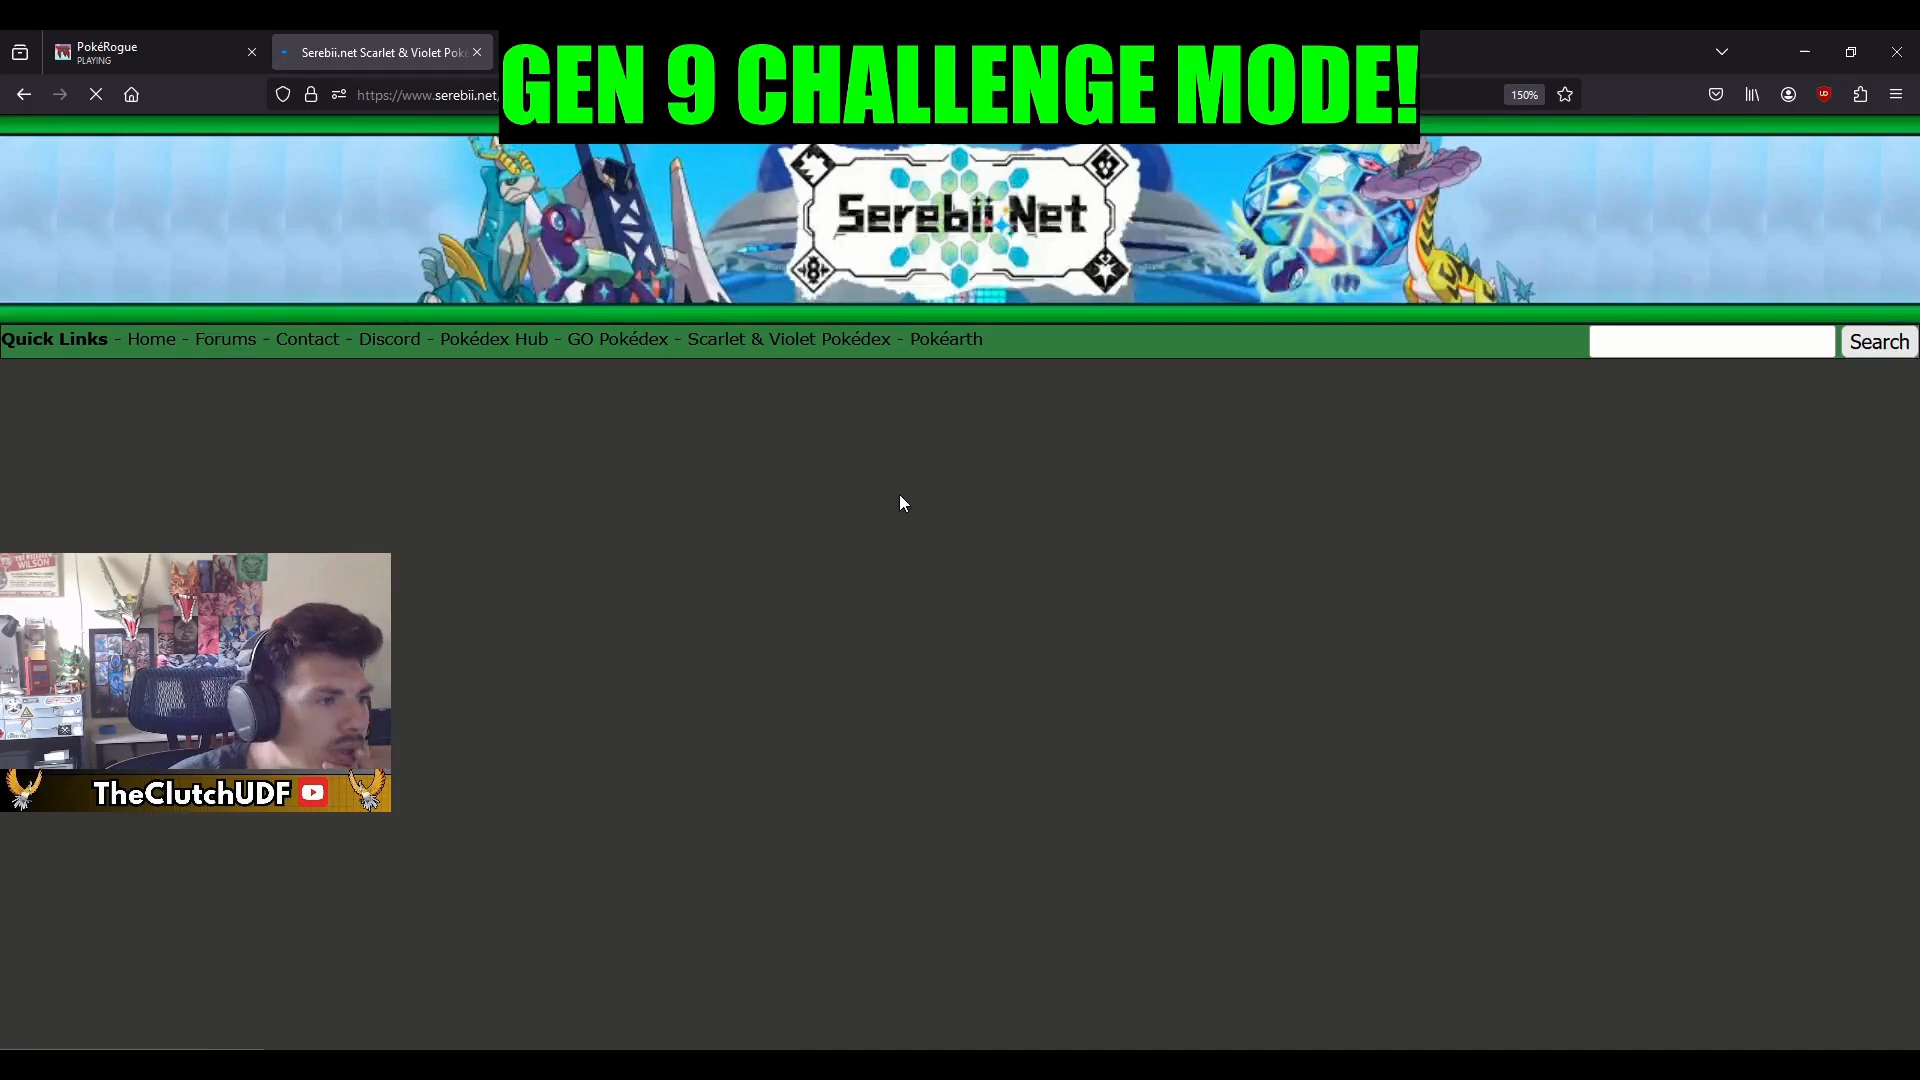 PokéRogue
PLAYING
Serebii.net Scarlet & Violet Pok
GEN 9 CHALLENGE MODE!
https://www.serebii.net
150%
Serebii Net
Quick Links - Home - Forums - Contact - Discord - Pokédex Hub - GO Pokédex - Scarlet & Violet Pokédex - Pokéarth
Search
WILSON
TheClutchUDF